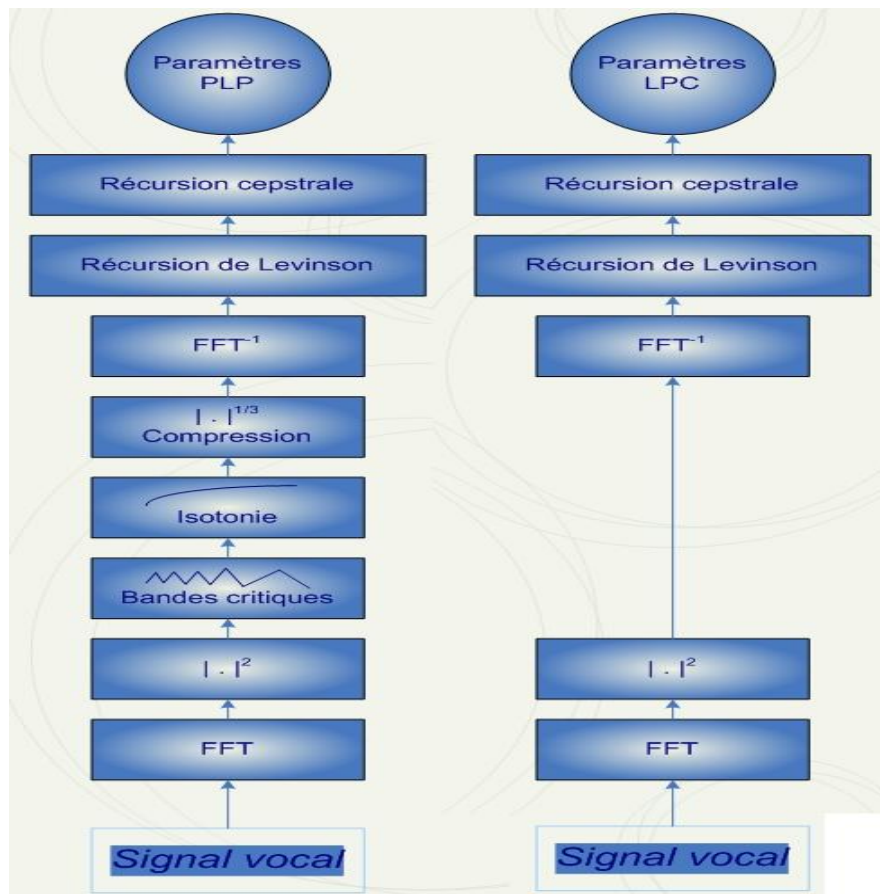 Paramètres
PLP
Récursion cepstrale
Récursion de Levinson
FFT⁻¹
| . |¹/³
Compression
Isotonie
Bandes critiques
| . |²
FFT
Signal vocal
Paramètres
LPC
Récursion cepstrale
Récursion de Levinson
FFT⁻¹
| . |²
FFT
Signal vocal